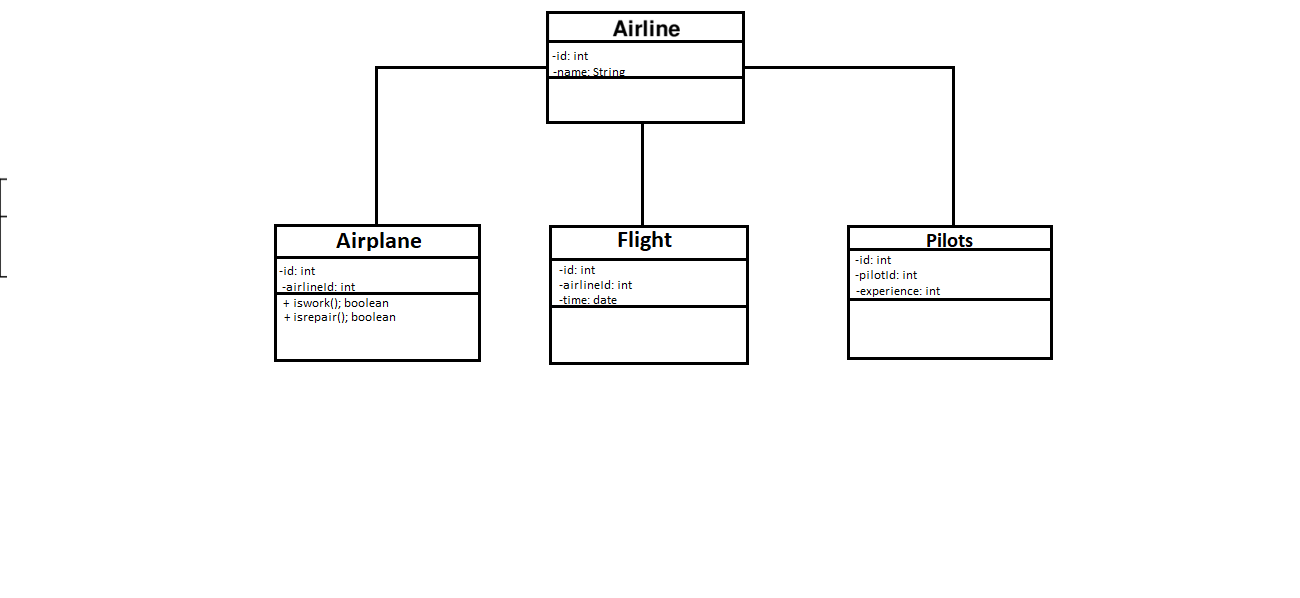 Airline
-id: int
-name: String
Airplane
-id: int
-airlineId: int
+ iswork(); boolean
+ isrepair(); boolean
Flight
-id: int
-airlineId: int
-time: date
Pilots
-id: int
-pilotId: int
-experience: int